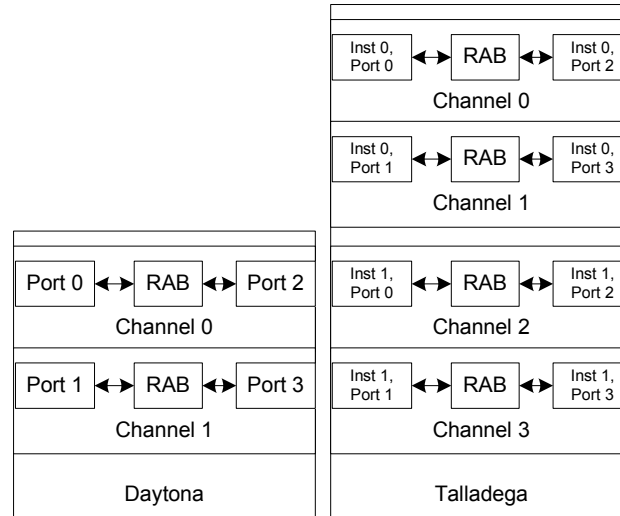 Inst 0, Inst 0,
Port 0 RAB Port 2
Channel 0
Inst 0, Inst 0,
Port 1 RAB Port 3
Channel 1
Port 0 RAB Port 2
Channel 0
Port 1 RAB Port 3
Channel 1
Daytona
Inst 1, Inst 1,
Port 0 RAB Port 2
Channel 2
Inst 1, Inst 1,
Port 1 RAB Port 3
Channel 3
Talladega